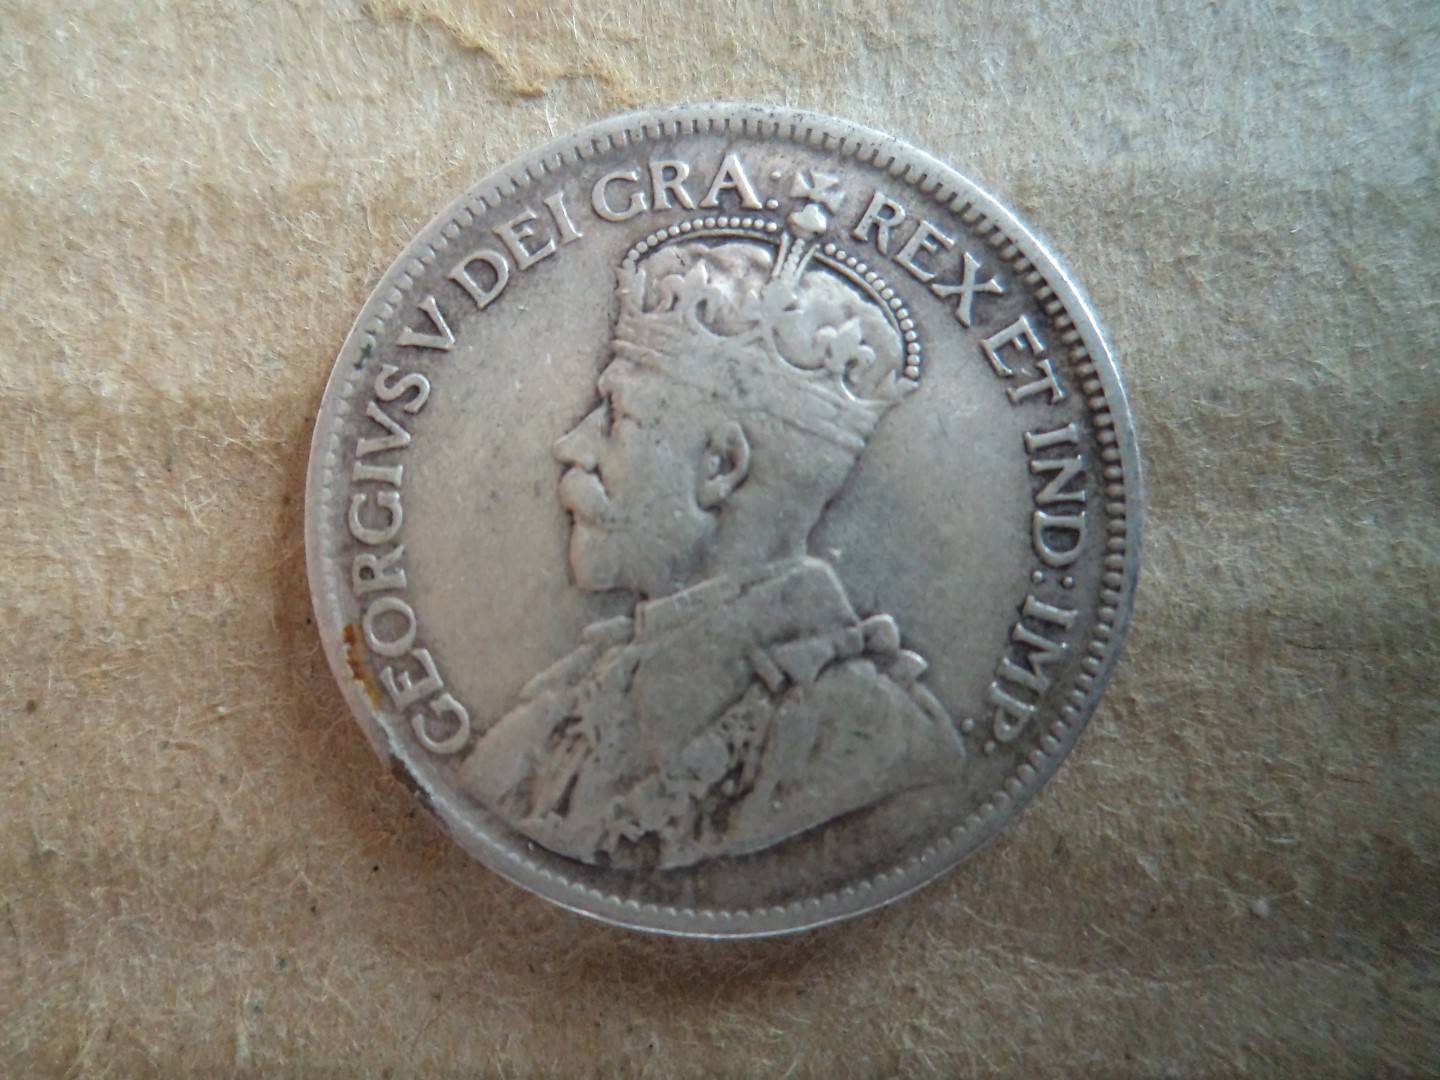 GEORGIVS V DEI GRA: REX ET IND: IMP: